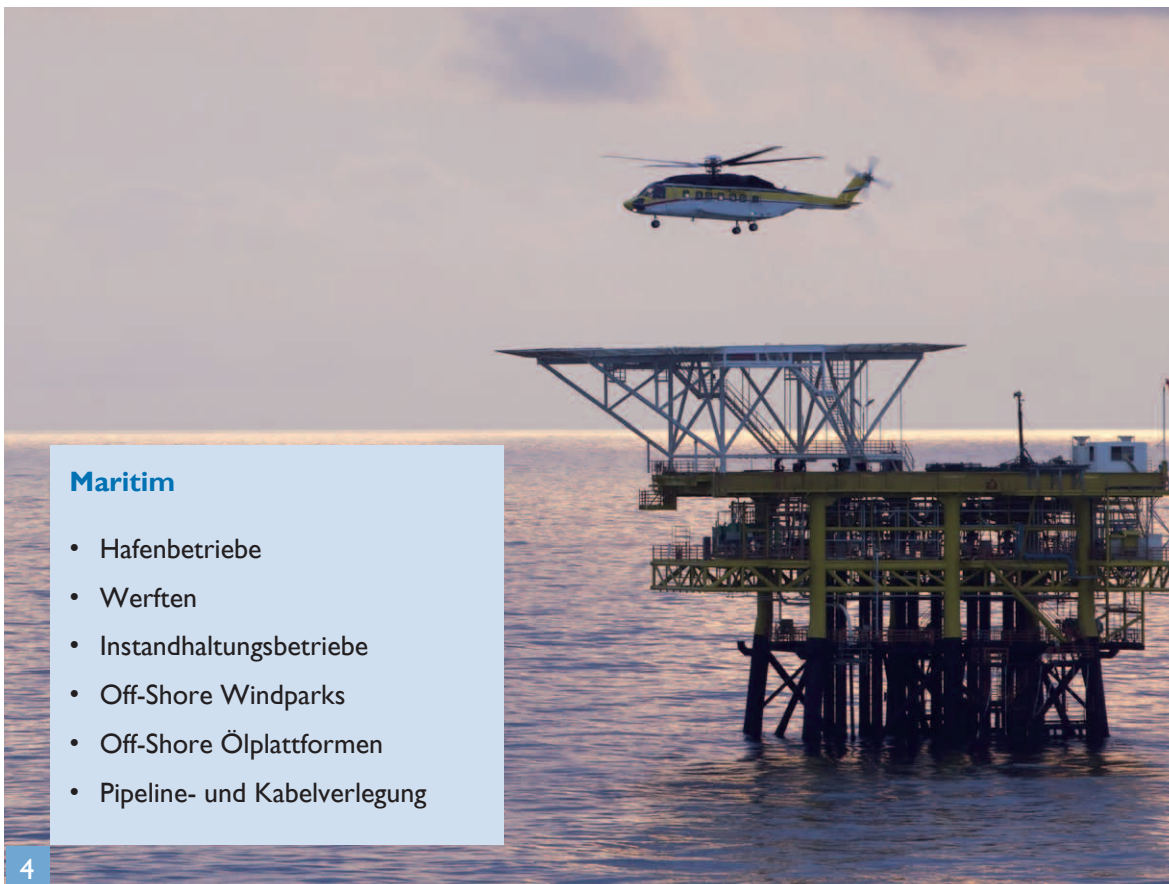 Maritim
• Hafenbetriebe
• Werften
• Instandhaltungsbetriebe
• Off-Shore Windparks
• Off-Shore Ölplattformen
• Pipeline- und Kabelverlegung
4